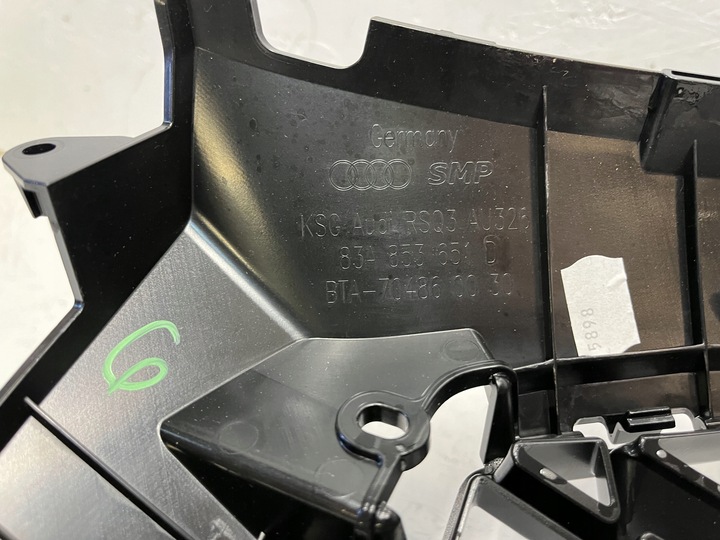 Germany
SMP
KSG Audi RSQ3 AU326
83A 853 651 D
BTA-70486 00 30
5898